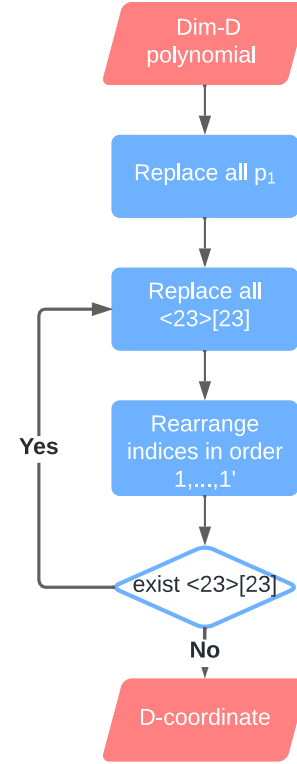 Dim-D
polynomial
Replace all p₁
Replace all
<23>[23]
Rearrange
indices in order
1,...,1'
Yes
exist <23>[23]
No
D-coordinate